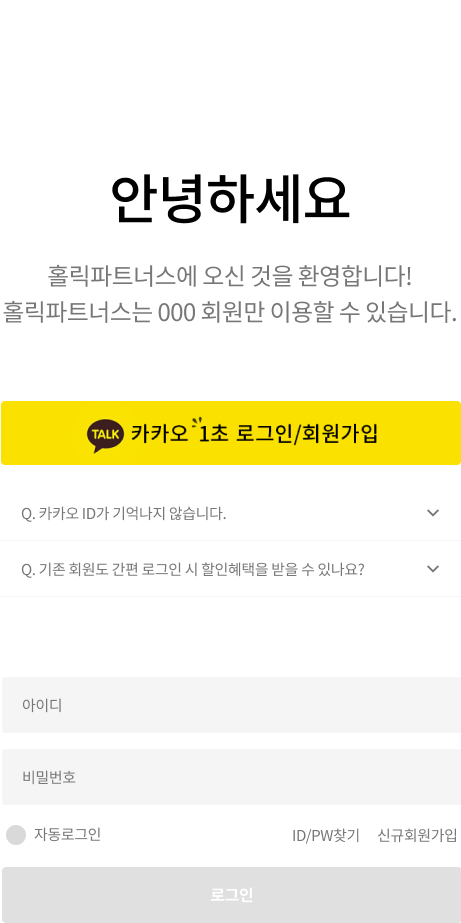 안녕하세요
홀릭파트너스에 오신 것을 환영합니다!
홀릭파트너스는 000 회원만 이용할 수 있습니다.
TALK 카카오 1초 로그인/회원가입
Q. 카카오 ID가 기억나지 않습니다.
Q. 기존 회원도 간편 로그인 시 할인혜택을 받을 수 있나요?
아이디
비밀번호
자동로그인 ID/PW찾기 신규회원가입
로그인